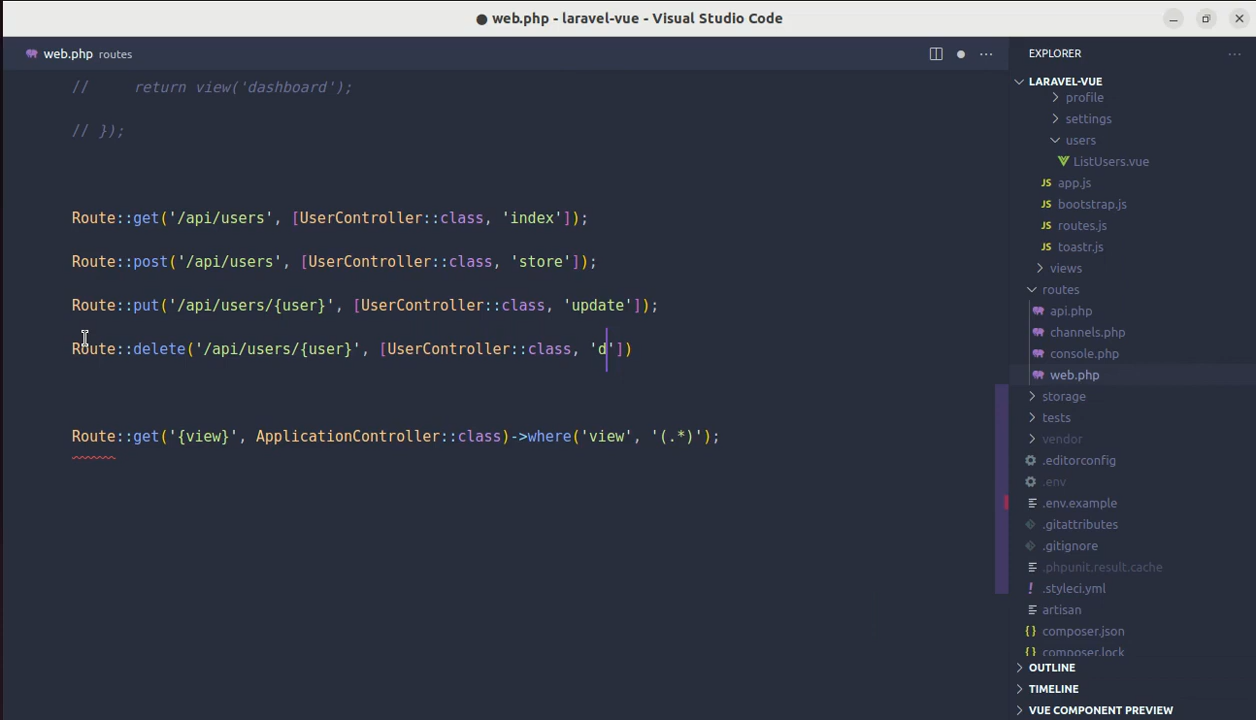 ● web.php - laravel-vue - Visual Studio Code
web.php routes
//     return view('dashboard');
// });
Route::get('/api/users', [UserController::class, 'index']);
Route::post('/api/users', [UserController::class, 'store']);
Route::put('/api/users/{user}', [UserController::class, 'update']);
Route::delete('/api/users/{user}', [UserController::class, 'd'])
Route::get('{view}', ApplicationController::class)->where('view', '(.*)');
EXPLORER
LARAVEL-VUE
profile
settings
users
ListUsers.vue
JS app.js
JS bootstrap.js
JS routes.js
JS toastr.js
views
routes
api.php
channels.php
console.php
web.php
storage
tests
vendor
.editorconfig
.env
.env.example
.gitattributes
.gitignore
.phpunit.result.cache
! .styleci.yml
artisan
{ } composer.json
{ } composer.lock
OUTLINE
TIMELINE
VUE COMPONENT PREVIEW